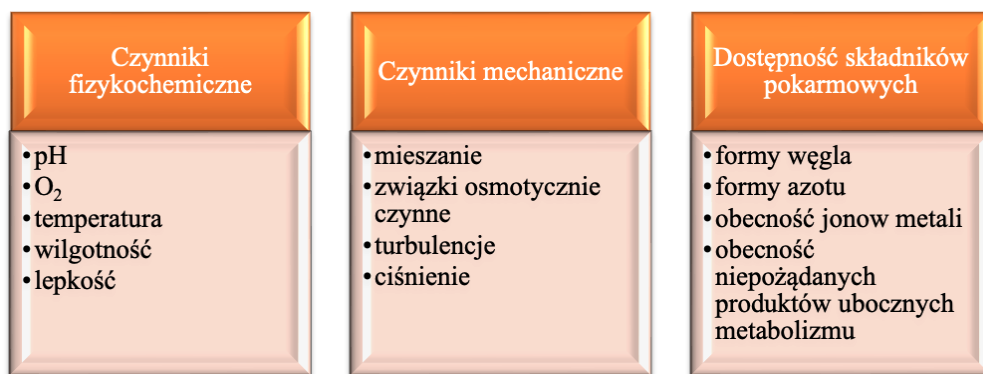 Czynniki
fizykochemiczne
• pH
• O₂
• temperatura
• wilgotność
• lepkość
Czynniki mechaniczne
• mieszanie
• związki osmotycznie
czynne
• turbulencje
• ciśnienie
Dostępność składników
pokarmowych
• formy węgla
• formy azotu
• obecność jonow metali
• obecność
niepożądanych
produktów ubocznych
metabolizmu